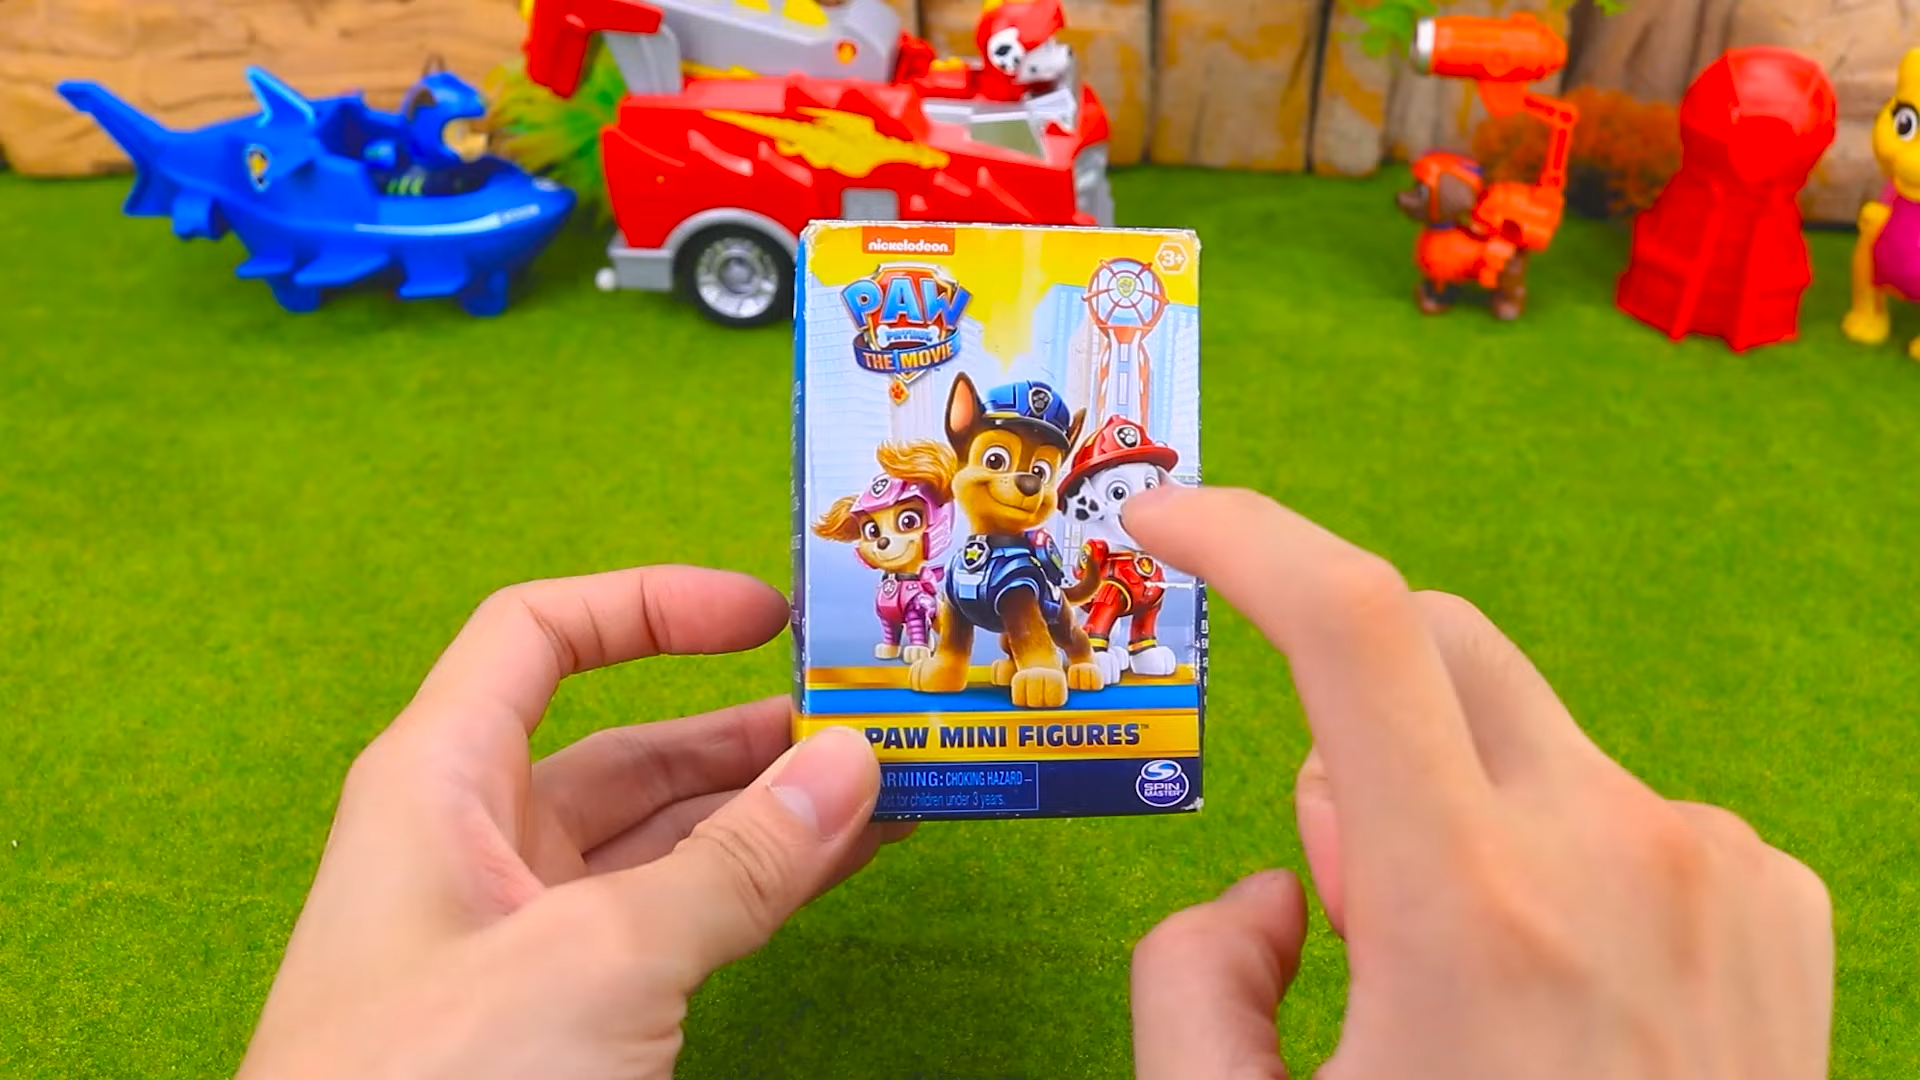 nickelodeon
3+
PAW
PATROL
THE MOVIE
PAW MINI FIGURES™
ARNING: CHOKING HAZARD –
Not for children under 3 years.
SPIN
MASTER